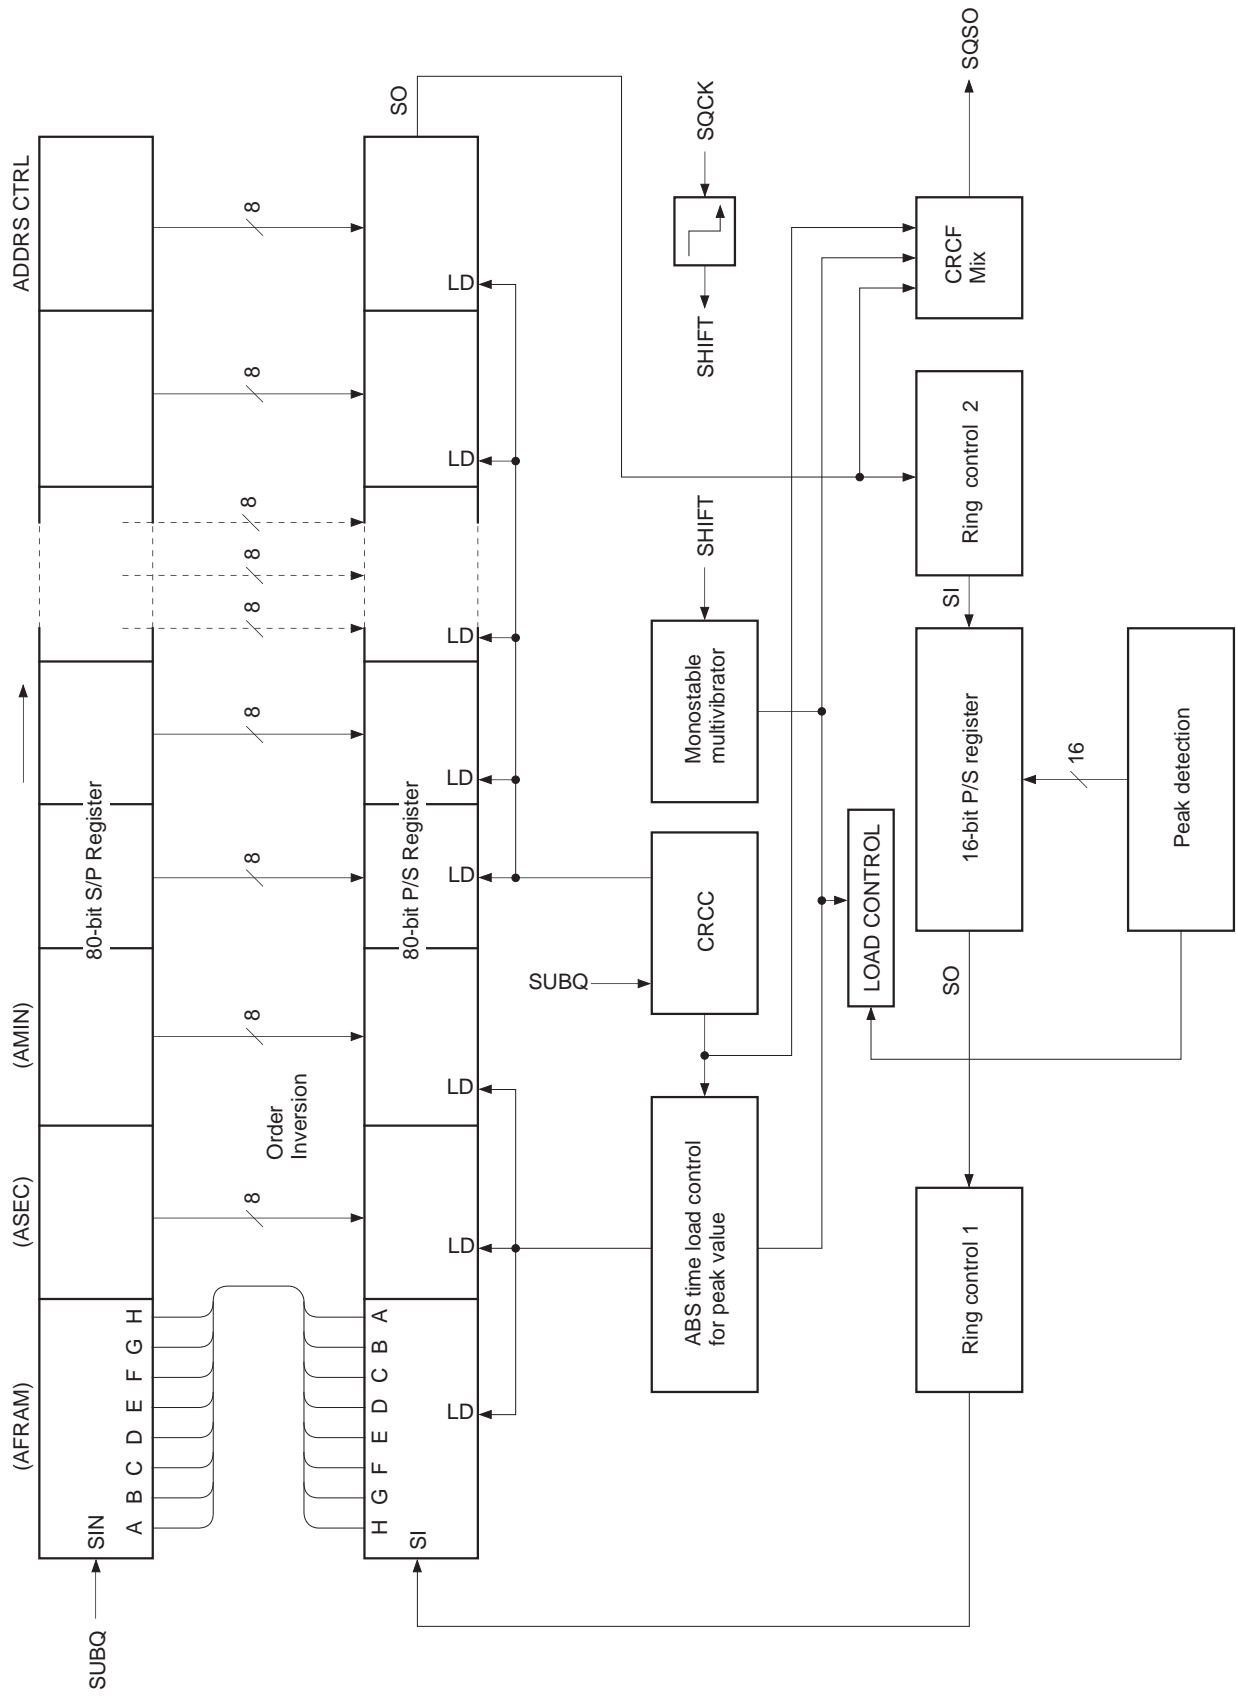 SUBQ
SIN
(AFRAM)
(ASEC)
(AMIN)
ADDRS CTRL
80-bit S/P Register
A B C D E F G H
Order
Inversion
8
8
8
8
8
8
8
8
8
H G F E D C B A
SI
80-bit P/S Register
LD
LD
LD
LD
LD
LD
LD
LD
SO
SUBQ
ABS time load control
for peak value
CRCC
Monostable
multivibrator
SHIFT
SHIFT
SQCK
LOAD CONTROL
Ring control 1
SO
16-bit P/S register
SI
Ring control 2
CRCF
Mix
SQSO
16
Peak detection